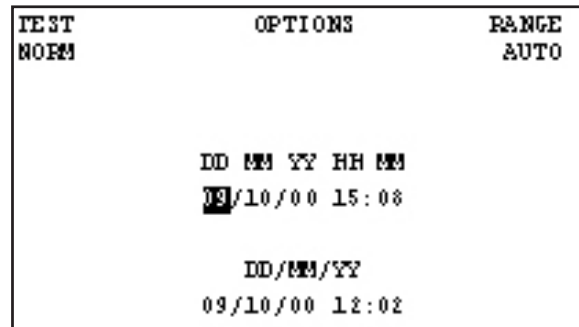 TEST OPTIONS RANGE
NORM AUTO
DD MM YY HH MM
09/10/00 15:08
DD/MM/YY
09/10/00 12:02